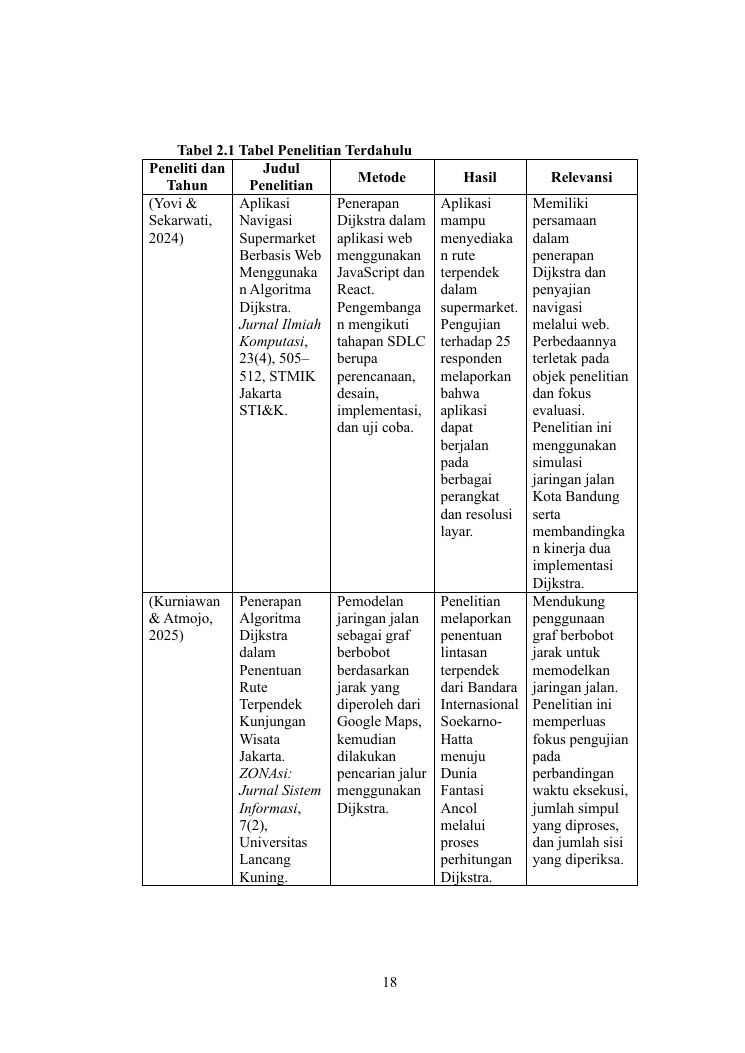 Tabel 2.1 Tabel Penelitian Terdahulu
Peneliti dan
Tahun
Judul
Penelitian
Metode
Hasil
Relevansi
(Yovi &
Sekarwati,
2024)
Aplikasi
Navigasi
Supermarket
Berbasis Web
Menggunaka
n Algoritma
Dijkstra.
Jurnal Ilmiah
Komputasi,
23(4), 505–
512, STMIK
Jakarta
STI&K.
Penerapan
Dijkstra dalam
aplikasi web
menggunakan
JavaScript dan
React.
Pengembanga
n mengikuti
tahapan SDLC
berupa
perencanaan,
desain,
implementasi,
dan uji coba.
Aplikasi
mampu
menyediaka
n rute
terpendek
dalam
supermarket.
Pengujian
terhadap 25
responden
melaporkan
bahwa
aplikasi
dapat
berjalan
pada
berbagai
perangkat
dan resolusi
layar.
Memiliki
persamaan
dalam
penerapan
Dijkstra dan
penyajian
navigasi
melalui web.
Perbedaannya
terletak pada
objek penelitian
dan fokus
evaluasi.
Penelitian ini
menggunakan
simulasi
jaringan jalan
Kota Bandung
serta
membandingka
n kinerja dua
implementasi
Dijkstra.
(Kurniawan
& Atmojo,
2025)
Penerapan
Algoritma
Dijkstra
dalam
Penentuan
Rute
Terpendek
Kunjungan
Wisata
Jakarta.
ZONAsi:
Jurnal Sistem
Informasi,
7(2),
Universitas
Lancang
Kuning.
Pemodelan
jaringan jalan
sebagai graf
berbobot
berdasarkan
jarak yang
diperoleh dari
Google Maps,
kemudian
dilakukan
pencarian jalur
menggunakan
Dijkstra.
Penelitian
melaporkan
penentuan
lintasan
terpendek
dari Bandara
Internasional
Soekarno-
Hatta
menuju
Dunia
Fantasi
Ancol
melalui
proses
perhitungan
Dijkstra.
Mendukung
penggunaan
graf berbobot
jarak untuk
memodelkan
jaringan jalan.
Penelitian ini
memperluas
fokus pengujian
pada
perbandingan
waktu eksekusi,
jumlah simpul
yang diproses,
dan jumlah sisi
yang diperiksa.
18